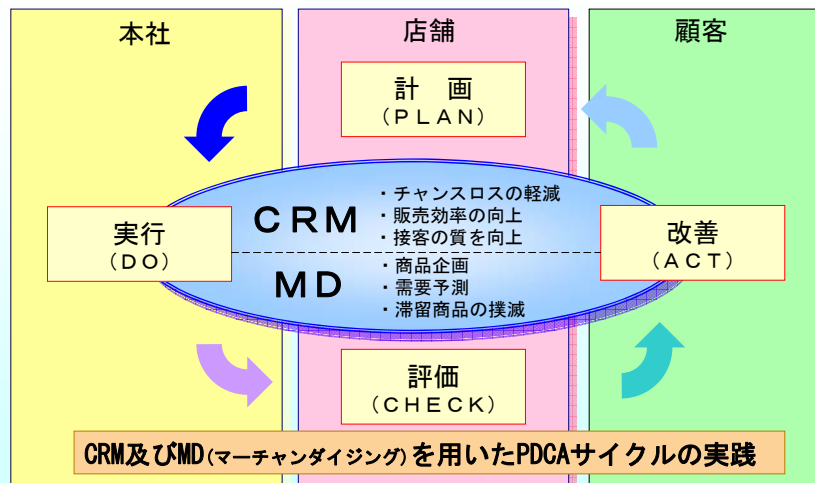 本社
店舗
顧客
計　画
（ＰＬＡＮ）
実行
（ＤＯ）
ＣＲＭ
・チャンスロスの軽減
・販売効率の向上
・接客の質を向上
改善
（ＡＣＴ）
ＭＤ
・商品企画
・需要予測
・滞留商品の撲滅
評価
（ＣＨＥＣＫ）
CRM及びMD(マーチャンダイジング)を用いたPDCAサイクルの実践